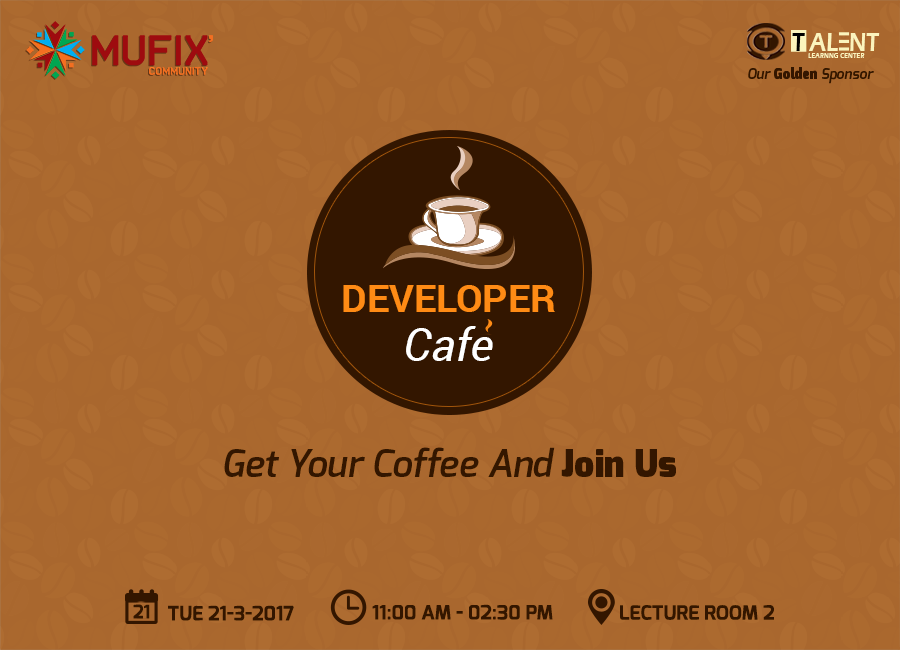 MUFIX
COMMUNITY
T TALENT
LEARNING CENTER
Our Golden Sponsor
DEVELOPER
Cafe
Get Your Coffee And Join Us
21 TUE 21-3-2017
11:00 AM - 02:30 PM
LECTURE ROOM 2